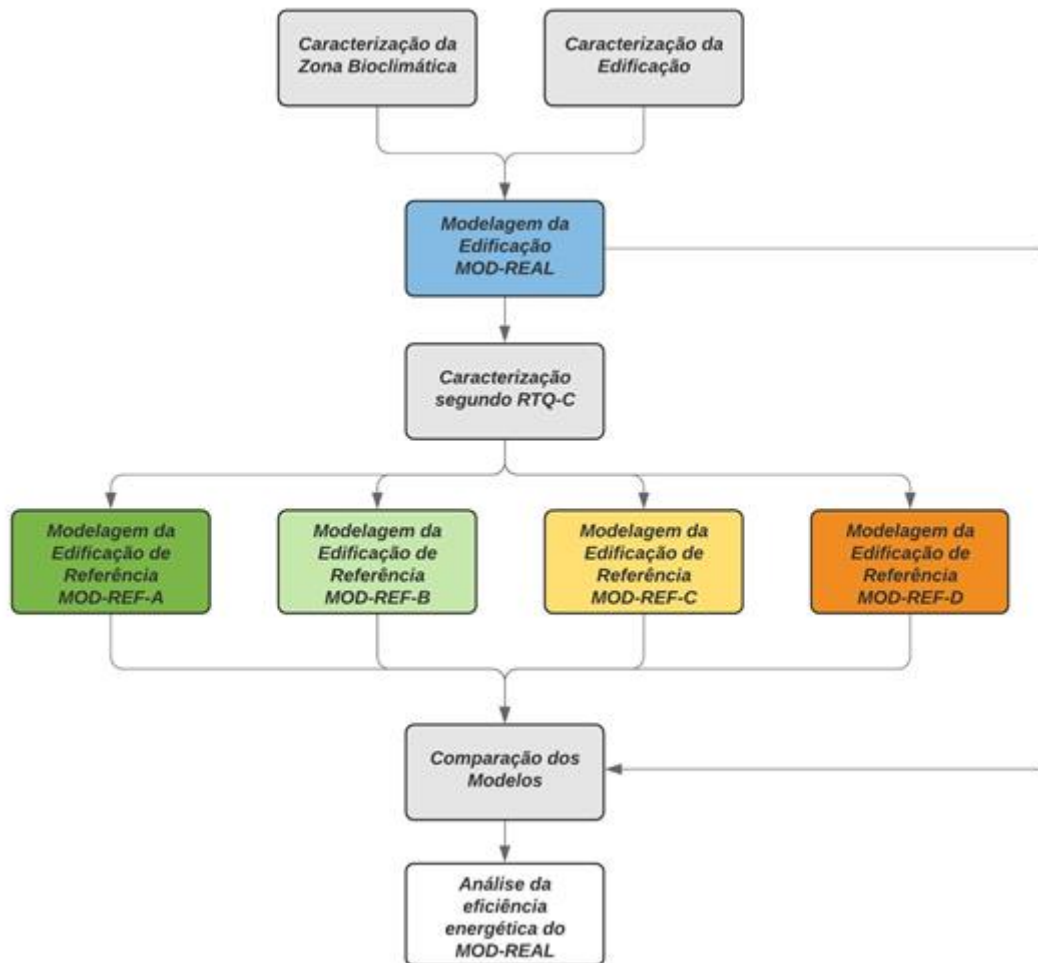 Caracterização da
Zona Bioclimática
Caracterização da
Edificação
Modelagem da
Edificação
MOD-REAL
Caracterização
segundo RTQ-C
Modelagem da
Edificação de
Referência
MOD-REF-A
Modelagem da
Edificação de
Referência
MOD-REF-B
Modelagem da
Edificação de
Referência
MOD-REF-C
Modelagem da
Edificação de
Referência
MOD-REF-D
Comparação dos
Modelos
Análise da
eficiência
energética do
MOD-REAL